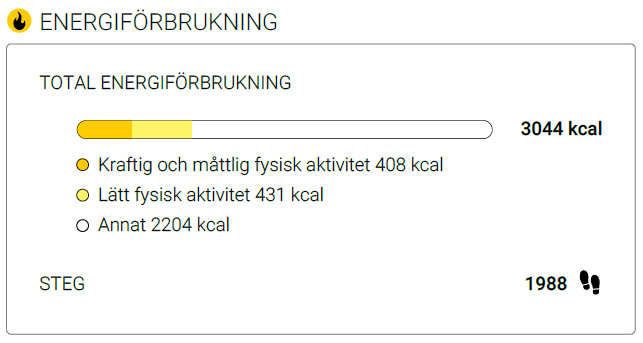 ENERGIFÖRBRUKNING
TOTAL ENERGIFÖRBRUKNING
3044 kcal
Kraftig och måttlig fysisk aktivitet 408 kcal
Lätt fysisk aktivitet 431 kcal
Annat 2204 kcal
STEG 1988